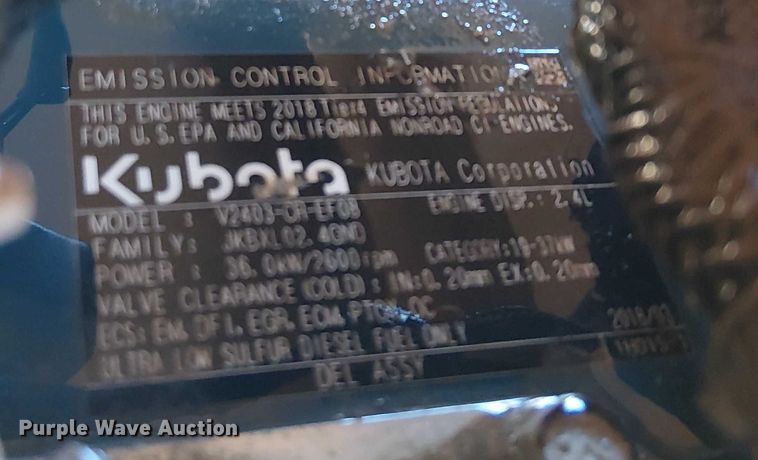 EMISSION CONTROL INFORMATION
THIS ENGINE MEETS 2018 Tier4 EMISSION REGULATIONS
FOR U.S. EPA AND CALIFORNIA NONROAD CI ENGINES.
Kubota KUBOTA Corporation
MODEL : ENGINE DISP.: 2.4L
FAMILY: JKBXL02.4GND
POWER : 36.0kW/2600rpm CATEGORY:19-37kW
VALVE CLEARANCE (COLD) : IN:0.20mm EX:0.20mm
ECS: EM, DFI, EGR, ECM,
ULTRA LOW SULFUR DIESEL FUEL ONLY
DEL ASSY
Purple Wave Auction